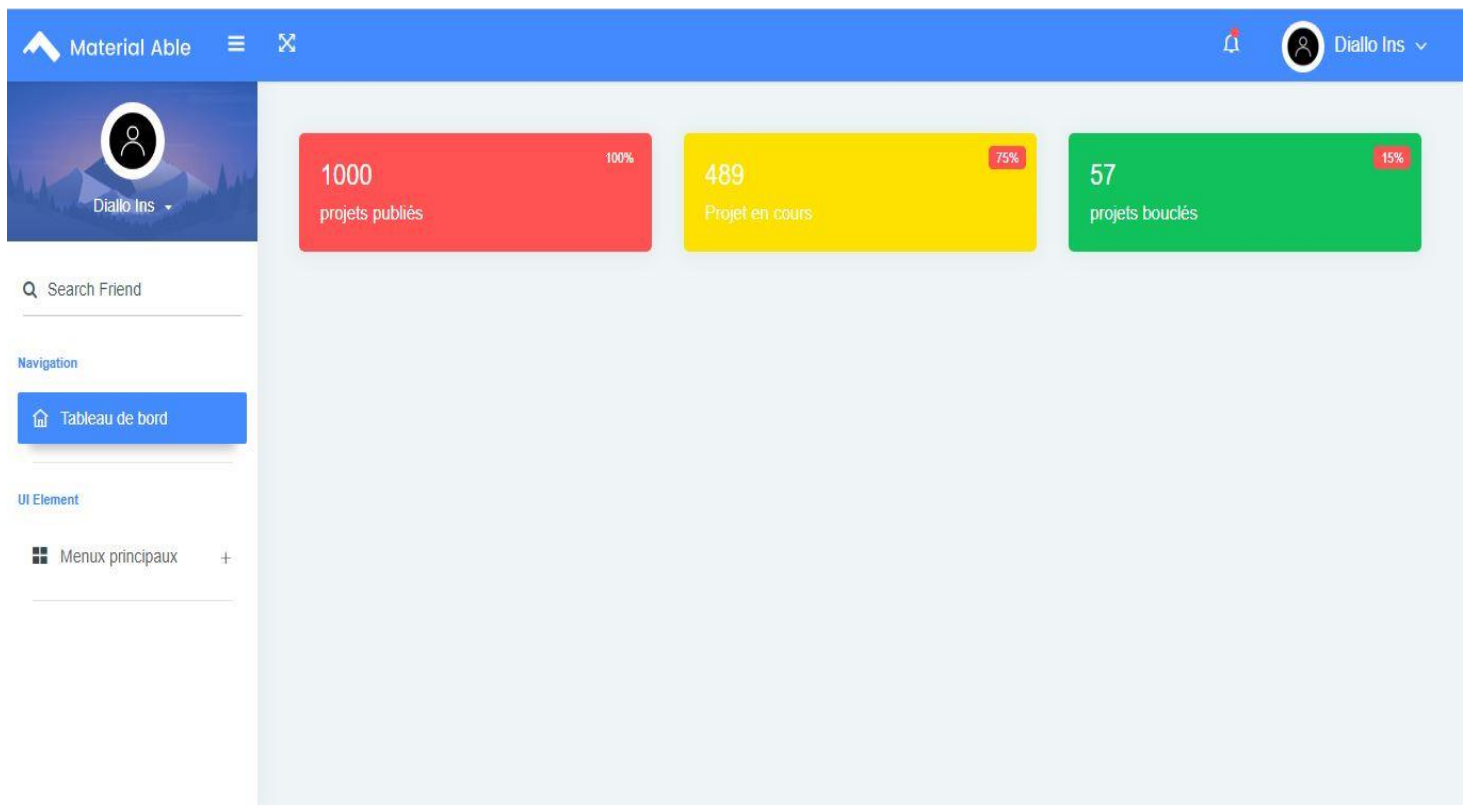 Material Able
Diallo Ins
Diallo Ins
Search Friend
Navigation
Tableau de bord
UI Element
Menux principaux
1000
100%
projets publiés
489
75%
Projet en cours
57
15%
projets bouclés